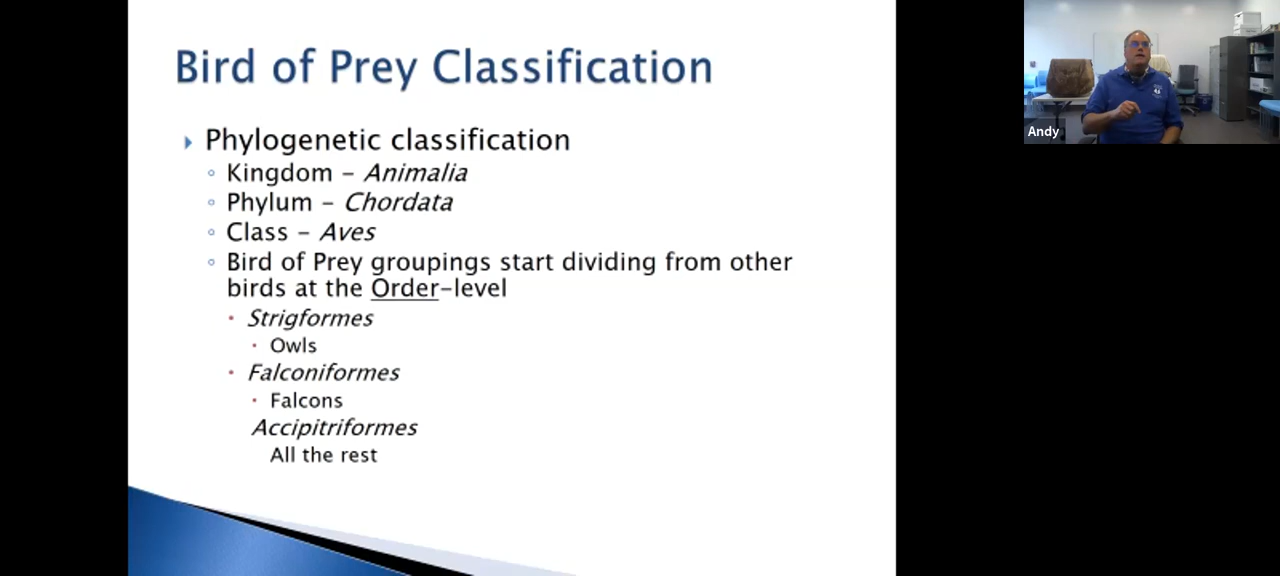 Bird of Prey Classification
Phylogenetic classification
Kingdom – Animalia
Phylum – Chordata
Class – Aves
Bird of Prey groupings start dividing from other
birds at the Order-level
Strigformes
Owls
Falconiformes
Falcons
Accipitriformes
All the rest
Andy